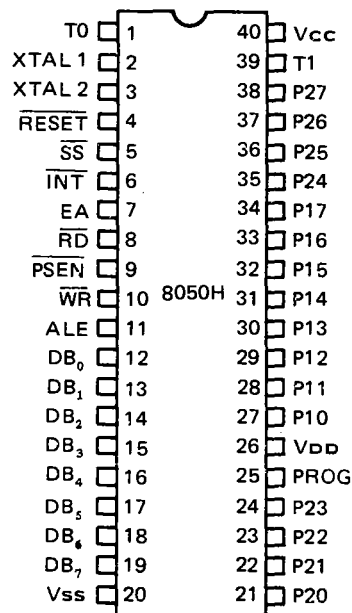 T0 1 40 Vcc
XTAL 1 2 39 T1
XTAL 2 3 38 P27
RESET 4 37 P26
SS 5 36 P25
INT 6 35 P24
EA 7 34 P17
RD 8 33 P16
PSEN 9 32 P15
WR 10 8050H 31 P14
ALE 11 30 P13
DB₀ 12 29 P12
DB₁ 13 28 P11
DB₂ 14 27 P10
DB₃ 15 26 VDD
DB₄ 16 25 PROG
DB₅ 17 24 P23
DB₆ 18 23 P22
DB₇ 19 22 P21
Vss 20 21 P20